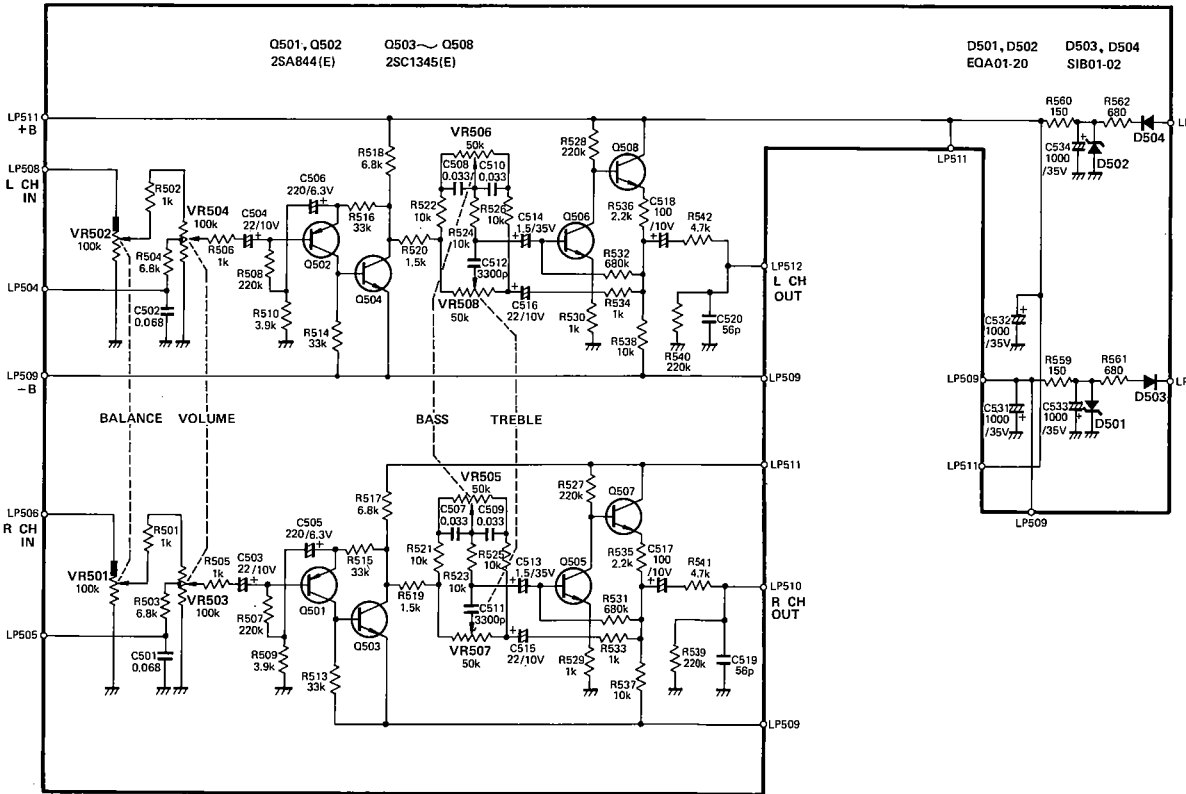 Q501, Q502 Q503〜 Q508
2SA844(E) 2SC1345(E)
D501, D502 D503, D504
EQA01-20 SIB01-02
LP511
+B
LP508
L CH
IN
VR502
100k
R502
1k
VR504
100k
R504
6.8k
LP504
C502
0.068
R506
1k
C504
22/10V
R508
220k
R510
3.9k
C506
220/6.3V
Q502
R514
33k
R516
33k
Q504
R518
6.8k
R520
1.5k
R522
10k
VR506
50k
C508
0.033
C510
0.033
R524
10k
R526
10k
C512
3300p
VR508
50k
C514
1.5/35V
C516
22/10V
Q506
R528
220k
Q508
R530
1k
R532
680k
R534
1k
R536
2.2k
R538
10k
C518
100
/10V
R542
4.7k
R540
220k
C520
56p
LP512
L CH
OUT
LP509
-B
LP509
BALANCE VOLUME BASS TREBLE
LP511
LP506
R CH
IN
VR501
100k
R501
1k
VR503
100k
R503
6.8k
LP505
C501
0.068
R505
1k
C503
22/10V
R507
220k
R509
3.9k
C505
220/6.3V
Q501
R513
33k
R515
33k
Q503
R517
6.8k
R519
1.5k
R521
10k
VR505
50k
C507
0.033
C509
0.033
R523
10k
R525
10k
C511
3300p
VR507
50k
C513
1.5/35V
C515
22/10V
Q505
R527
220k
Q507
R529
1k
R531
680k
R533
1k
R535
2.2k
R537
10k
C517
100
/10V
R541
4.7k
R539
220k
C519
56p
LP510
R CH
OUT
LP509
LP511
R560
150
R562
680
D504
C534
1000
/35V
D502
C532
1000
/35V
LP509
R559
150
R561
680
D503
C531
1000
/35V
C533
1000
/35V
D501
LP511
LP509